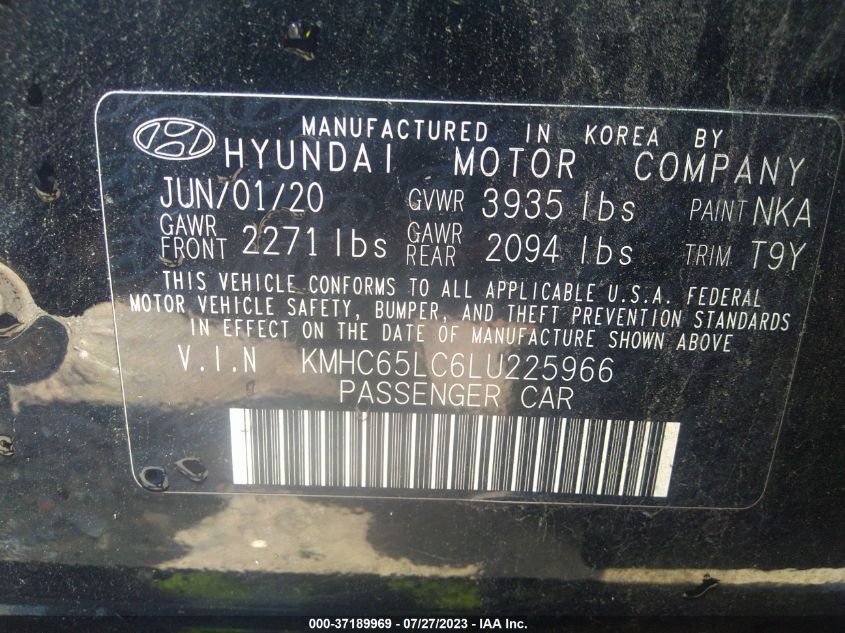 MANUFACTURED IN KOREA BY
HYUNDAI MOTOR COMPANY
JUN/01/20 GVWR 3935 lbs PAINT NKA
GAWR FRONT 2271 lbs GAWR REAR 2094 lbs TRIM T9Y
THIS VEHICLE CONFORMS TO ALL APPLICABLE U.S.A. FEDERAL
MOTOR VEHICLE SAFETY, BUMPER, AND THEFT PREVENTION STANDARDS
IN EFFECT ON THE DATE OF MANUFACTURE SHOWN ABOVE
V.I.N KMHC65LC6LU225966
PASSENGER CAR
000-37189969 - 07/27/2023 - IAA Inc.